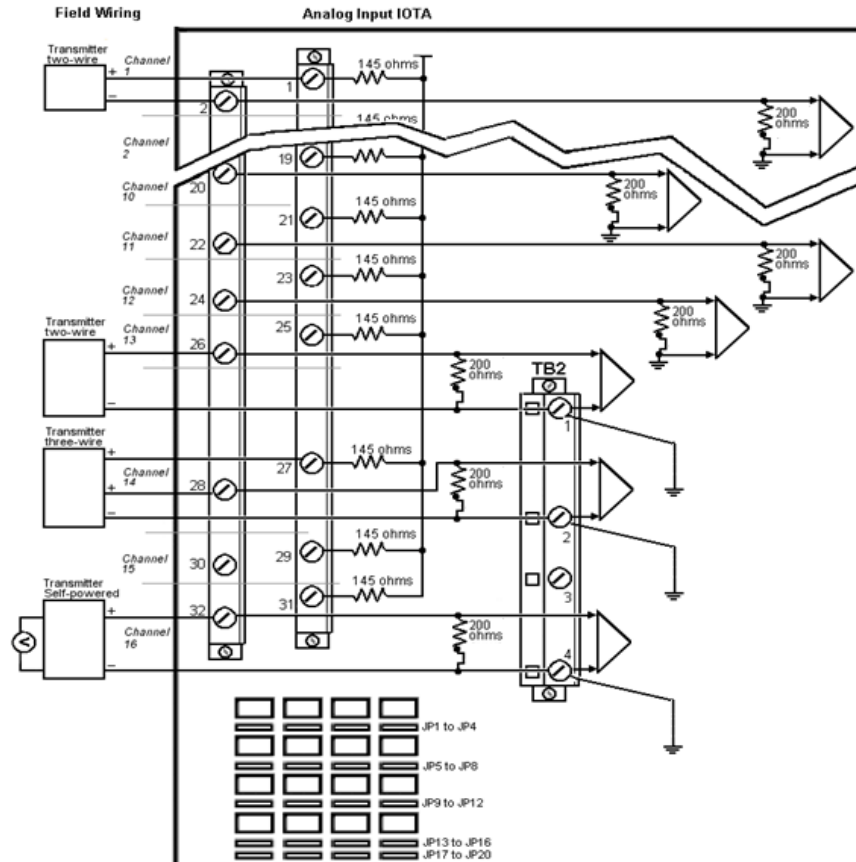 Field Wiring
Analog Input IOTA
Transmitter
two-wire
+
Channel
1
−
1
145 ohms
2
200
ohms
145 ohms
Channel
2
19
20
Channel
10
200
ohms
21
145 ohms
Channel
11
22
200
ohms
23
145 ohms
Channel
12
24
200
ohms
25
145 ohms
Transmitter
two-wire
Channel
13
+
26
200
ohms
TB2
−
1
Transmitter
three-wire
+
27
145 ohms
Channel
14
+
28
200
ohms
−
2
29
145 ohms
Channel
15
30
3
31
145 ohms
Transmitter
Self-powered
+
32
200
ohms
Channel
16
V
−
4
JP1 to JP4
JP5 to JP8
JP9 to JP12
JP13 to JP16
JP17 to JP20